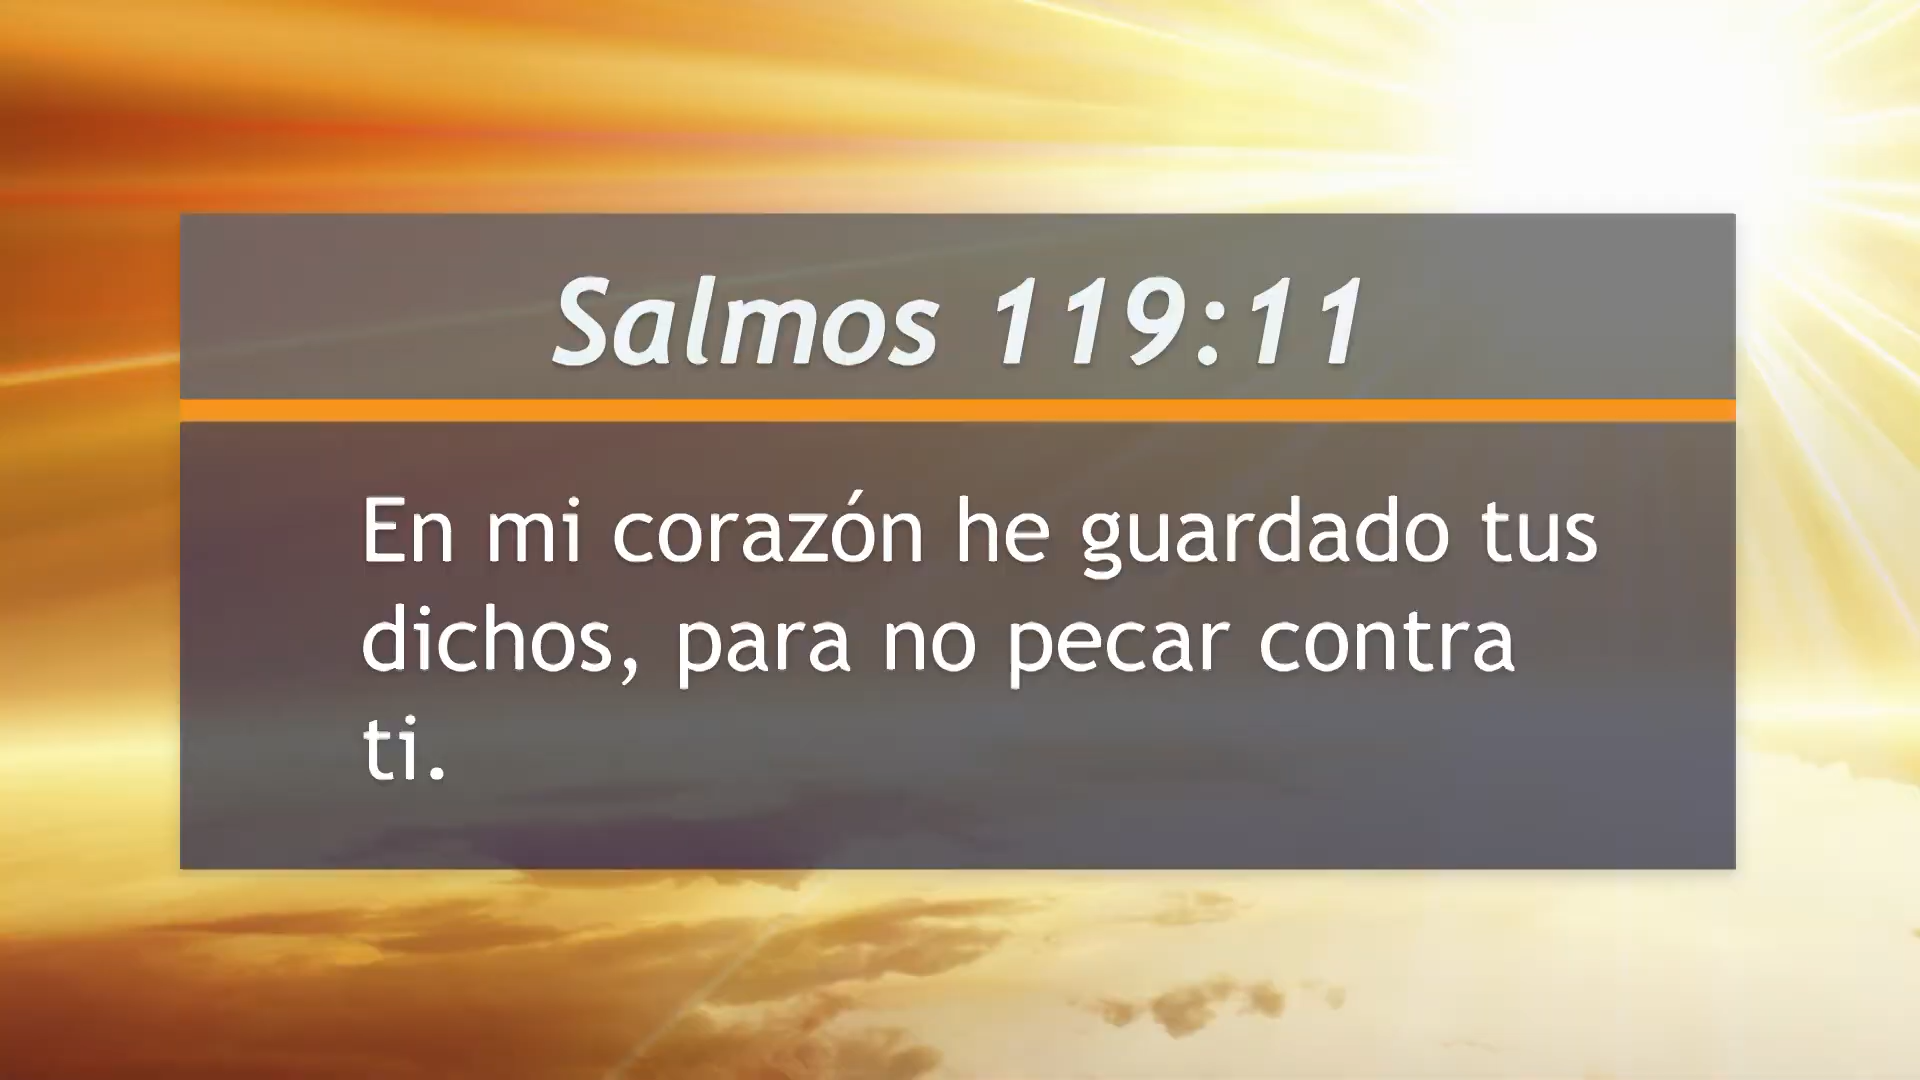 Salmos 119:11
En mi corazón he guardado tus
dichos, para no pecar contra
ti.